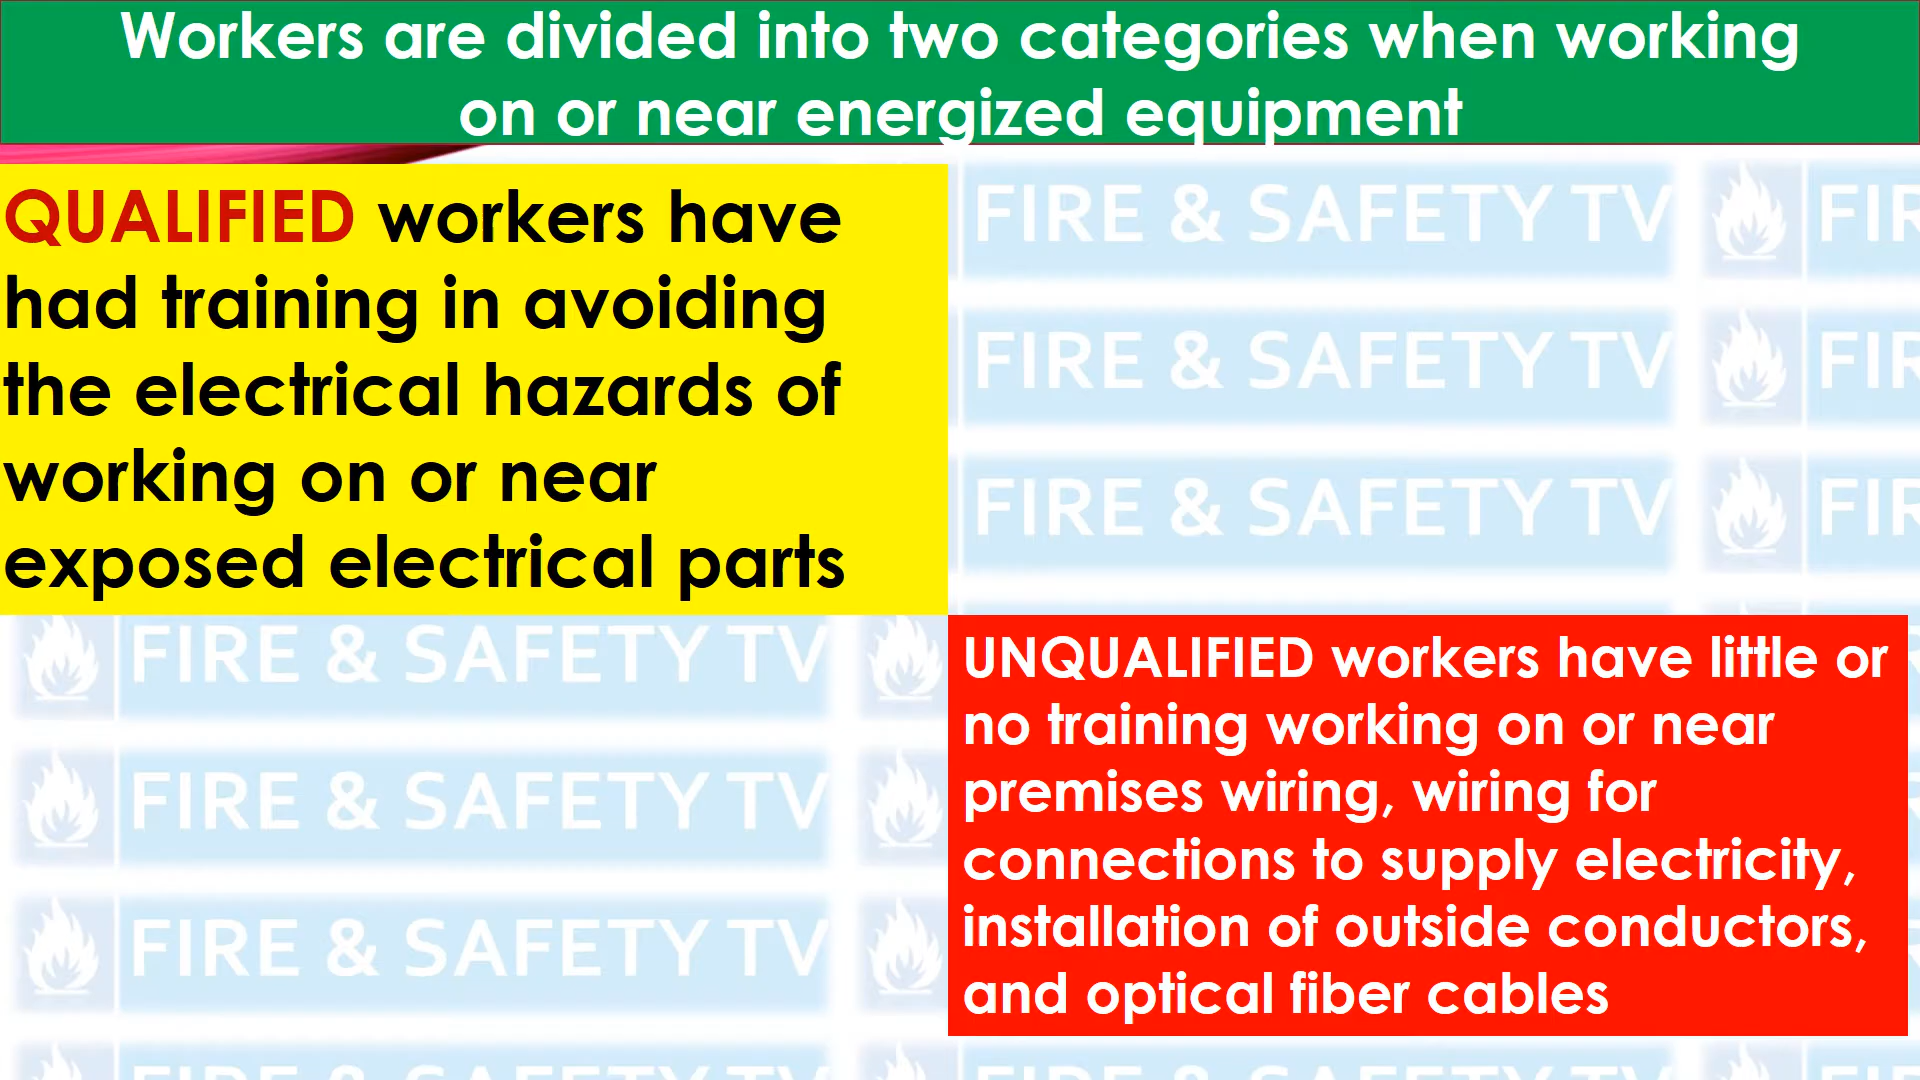 Workers are divided into two categories when working
on or near energized equipment
QUALIFIED workers have
had training in avoiding
the electrical hazards of
working on or near
exposed electrical parts
FIRE & SAFETY TV FIR
FIRE & SAFETY TV FIR
FIRE & SAFETY TV FIR
UNQUALIFIED workers have little or
no training working on or near
premises wiring, wiring for
connections to supply electricity,
installation of outside conductors,
and optical fiber cables
FIRE & SAFETY TV
FIRE & SAFETY TV
FIRE & SAFETY TV